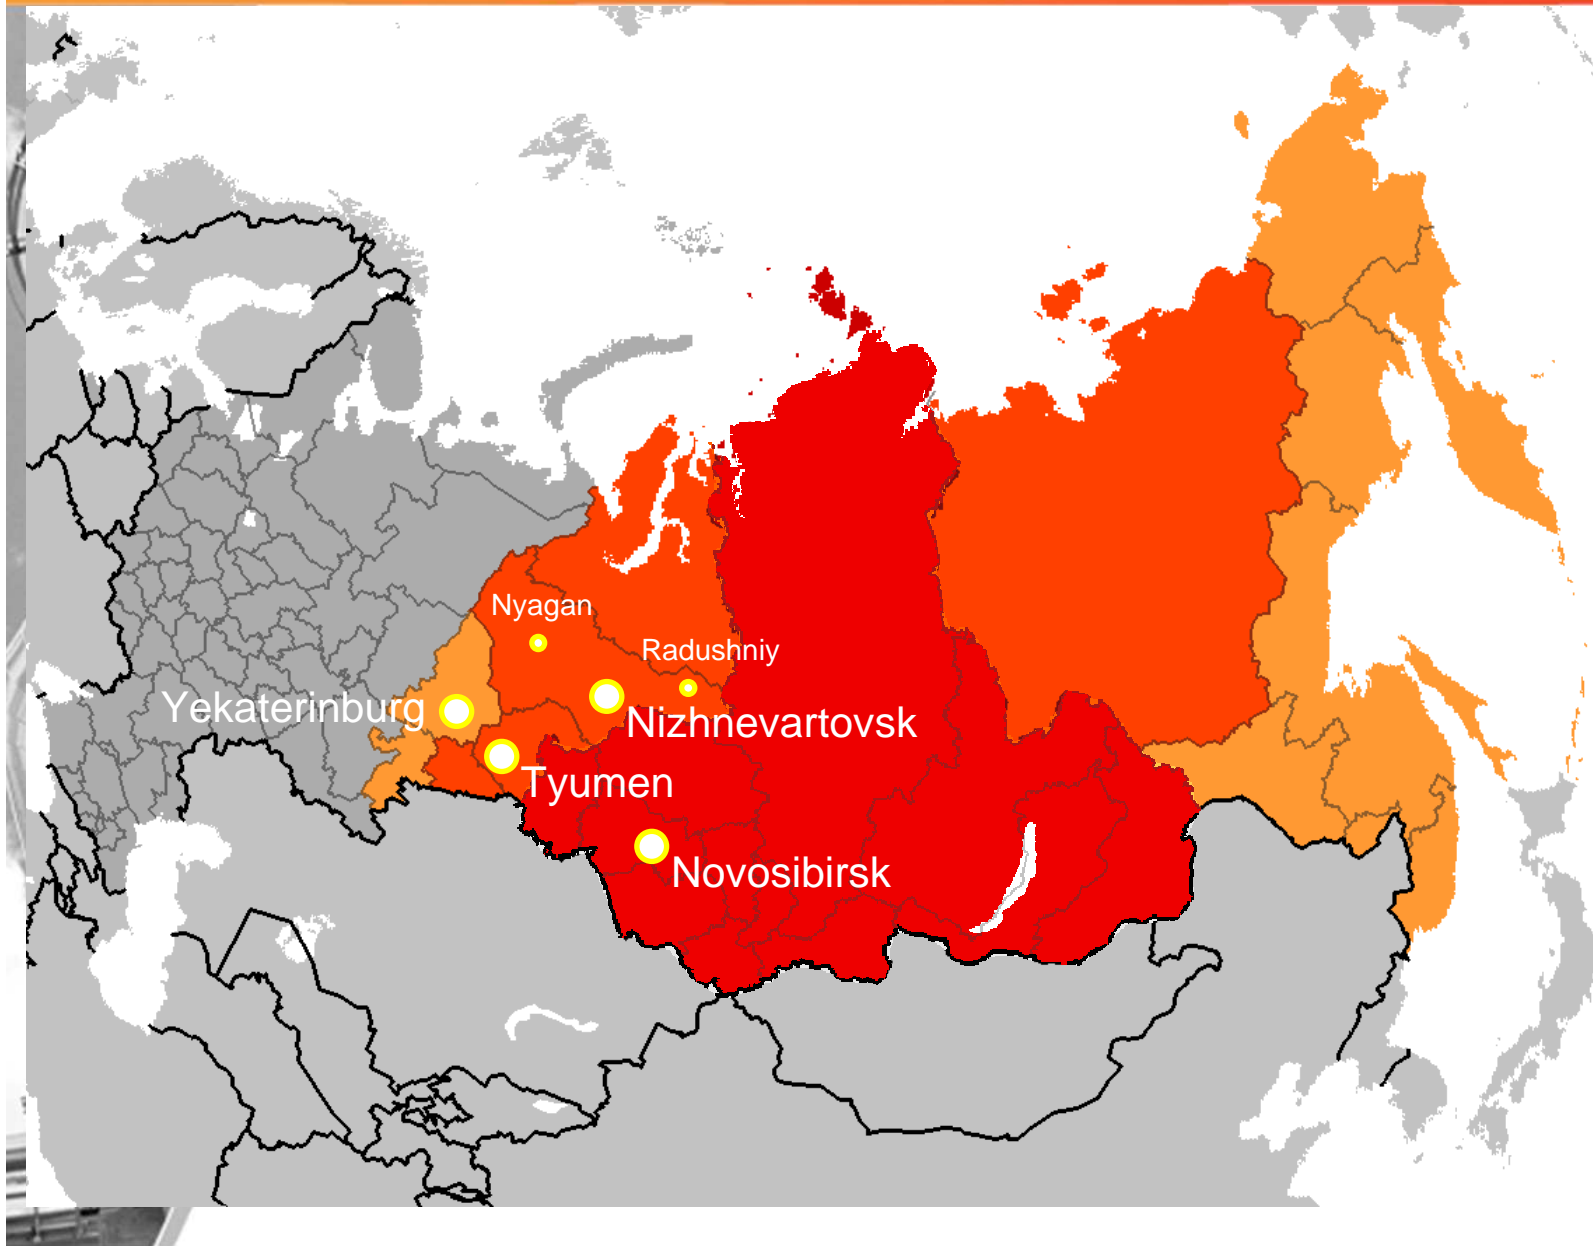 Nyagan
Radushniy
Yekaterinburg
Nizhnevartovsk
Tyumen
Novosibirsk